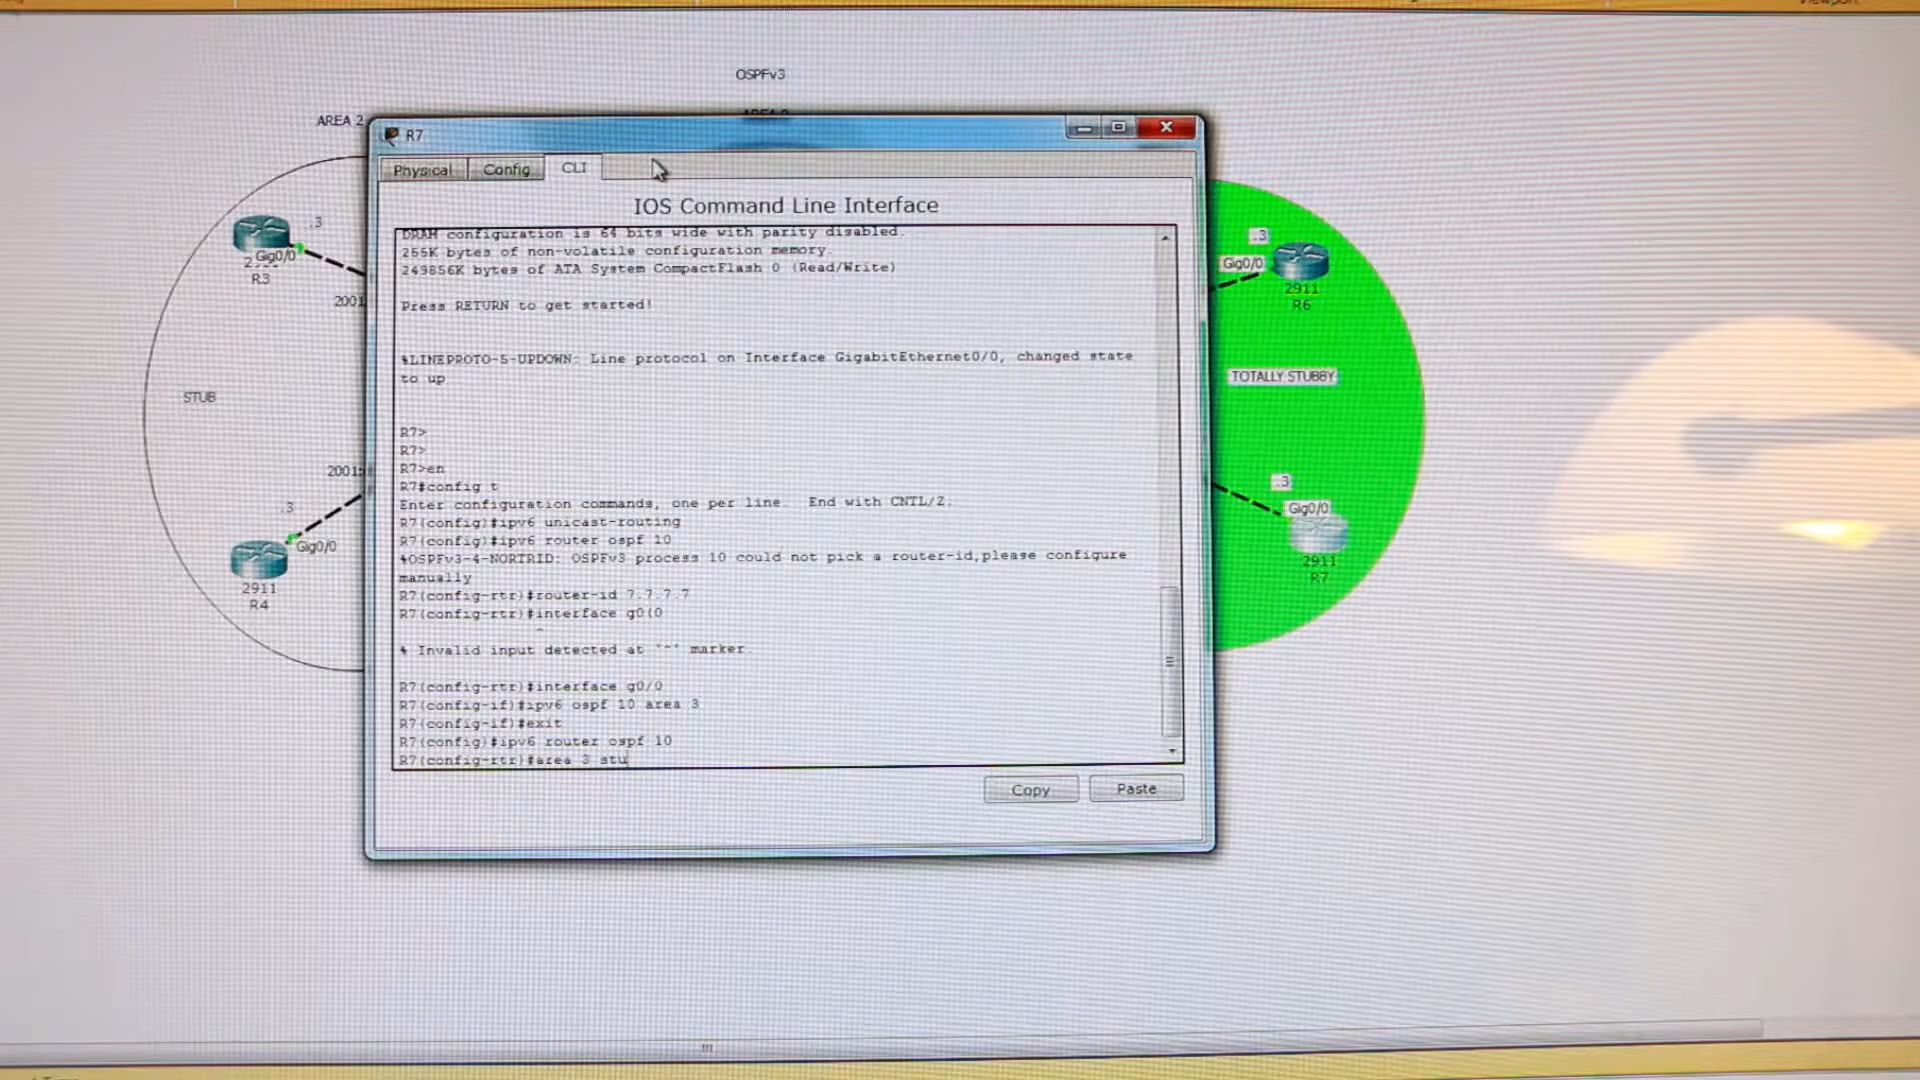 OSPFv3
AREA 2
R7
Physical
Config
CLI
IOS Command Line Interface
DRAM configuration is 64 bits wide with parity disabled.
255K bytes of non-volatile configuration memory.
249856K bytes of ATA System CompactFlash 0 (Read/Write)
Press RETURN to get started!
%LINEPROTO-5-UPDOWN: Line protocol on Interface GigabitEthernet0/0, changed state
to up
R7>
R7>
R7>en
R7#config t
Enter configuration commands, one per line. End with CNTL/Z.
R7(config)#ipv6 unicast-routing
R7(config)#ipv6 router ospf 10
%OSPFv3-4-NORTRID: OSPFv3 process 10 could not pick a router-id,please configure
manually
R7(config-rtr)#router-id 7.7.7.7
R7(config-rtr)#interface g0(0
^
% Invalid input detected at '^' marker.
R7(config-rtr)#interface g0/0
R7(config-if)#ipv6 ospf 10 area 3
R7(config-if)#exit
R7(config)#ipv6 router ospf 10
R7(config-rtr)#area 3 stu
Copy
Paste
.3
Gig0/0
R3
2001
STUB
2001:
.3
Gig0/0
2911
R4
.3
Gig0/0
2911
R6
TOTALLY STUBBY
.3
Gig0/0
2911
R7